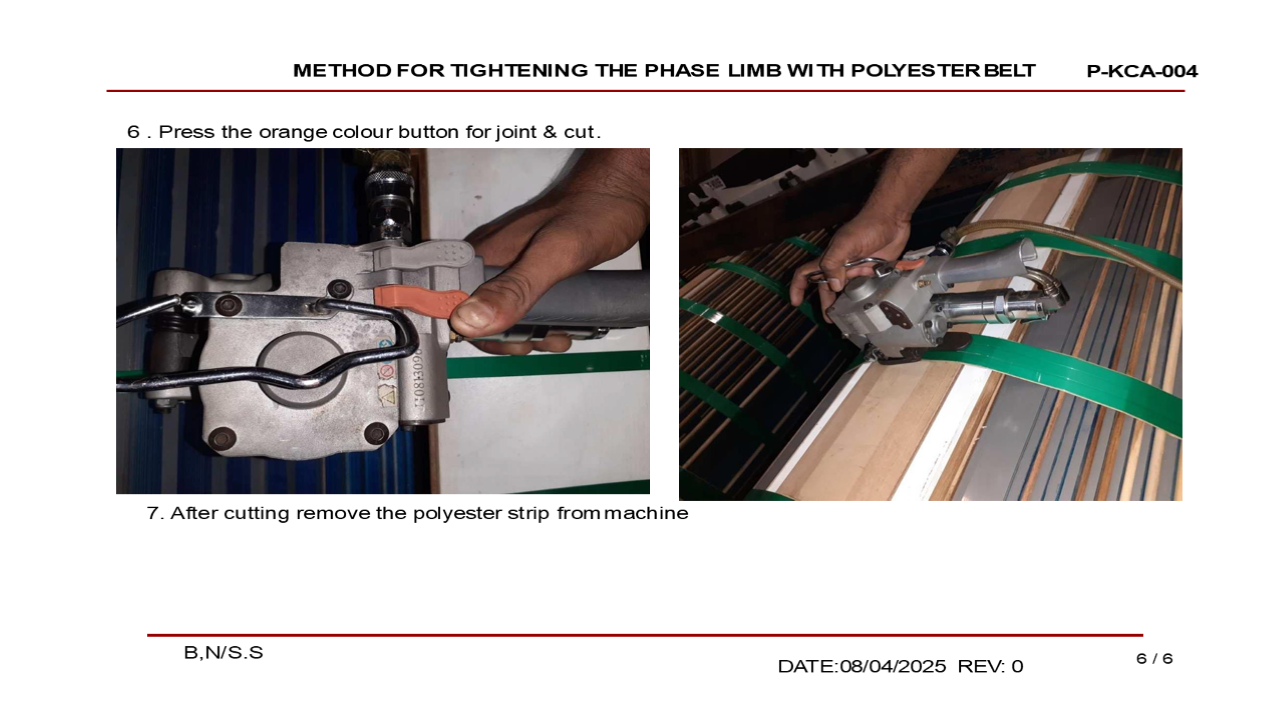 METHOD FOR TIGHTENING THE PHASE LIMB WITH POLYESTER BELT P-KCA-004
6 . Press the orange colour button for joint & cut.
7. After cutting remove the polyester strip from machine
B,N/S.S
DATE:08/04/2025 REV: 0
6 / 6